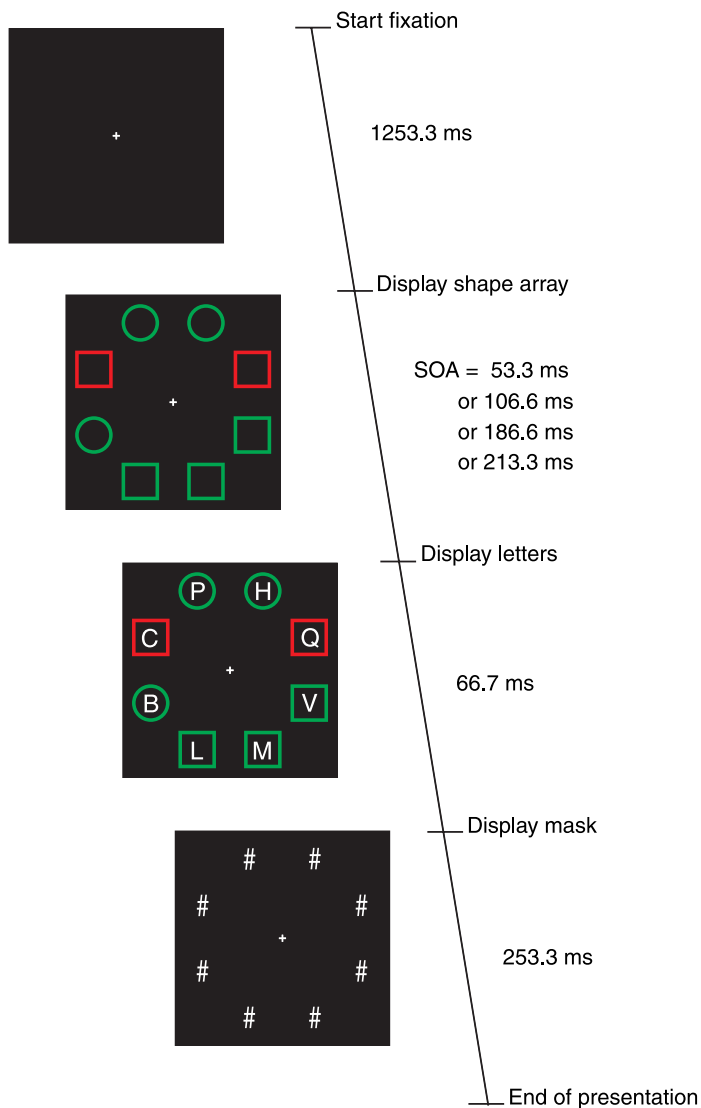 Start fixation
+
1253.3 ms
Display shape array
+
SOA = 53.3 ms
or 106.6 ms
or 186.6 ms
or 213.3 ms
Display letters
P H
C Q
+
B V
L M
66.7 ms
Display mask
# #
# #
+
# #
# #
253.3 ms
End of presentation